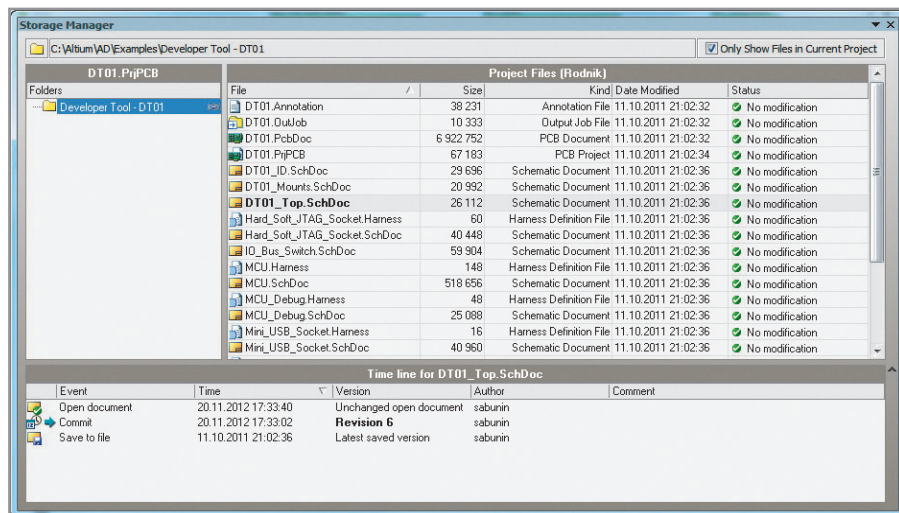 Storage Manager
C:\Altium\AD\Examples\Developer Tool - DT01
Only Show Files in Current Project
DT01.PrjPCB
Project Files (Rodnik)
Folders
File Size Kind Date Modified Status
Developer Tool - DT01
DT01.Annotation 38 231 Annotation File 11.10.2011 21:02:32 No modification
DT01.OutJob 10 333 Output Job File 11.10.2011 21:02:32 No modification
DT01.PcbDoc 6 922 752 PCB Document 11.10.2011 21:02:32 No modification
DT01.PrjPCB 67 183 PCB Project 11.10.2011 21:02:34 No modification
DT01_ID.SchDoc 29 696 Schematic Document 11.10.2011 21:02:36 No modification
DT01_Mounts.SchDoc 20 992 Schematic Document 11.10.2011 21:02:36 No modification
DT01_Top.SchDoc 26 112 Schematic Document 11.10.2011 21:02:36 No modification
Hard_Soft_JTAG_Socket.Harness 60 Harness Definition File 11.10.2011 21:02:36 No modification
Hard_Soft_JTAG_Socket.SchDoc 40 448 Schematic Document 11.10.2011 21:02:36 No modification
IO_Bus_Switch.SchDoc 59 904 Schematic Document 11.10.2011 21:02:36 No modification
MCU.Harness 148 Harness Definition File 11.10.2011 21:02:36 No modification
MCU.SchDoc 518 656 Schematic Document 11.10.2011 21:02:36 No modification
MCU_Debug.Harness 48 Harness Definition File 11.10.2011 21:02:36 No modification
MCU_Debug.SchDoc 25 088 Schematic Document 11.10.2011 21:02:36 No modification
Mini_USB_Socket.Harness 16 Harness Definition File 11.10.2011 21:02:36 No modification
Mini_USB_Socket.SchDoc 40 960 Schematic Document 11.10.2011 21:02:36 No modification
Time line for DT01_Top.SchDoc
Event Time Version Author Comment
Open document 20.11.2012 17:33:40 Unchanged open document sabunin
Commit 20.11.2012 17:33:02 Revision 6 sabunin
Save to file 11.10.2011 21:02:36 Latest saved version sabunin